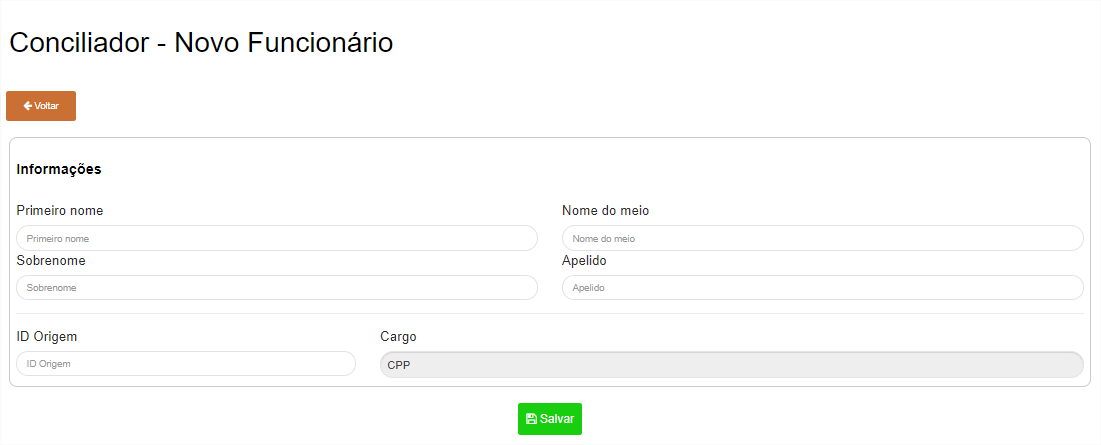 Conciliador - Novo Funcionário
Voltar
Informações
Primeiro nome
Nome do meio
Primeiro nome
Nome do meio
Sobrenome
Apelido
Sobrenome
Apelido
ID Origem
Cargo
ID Origem
CPP
Salvar